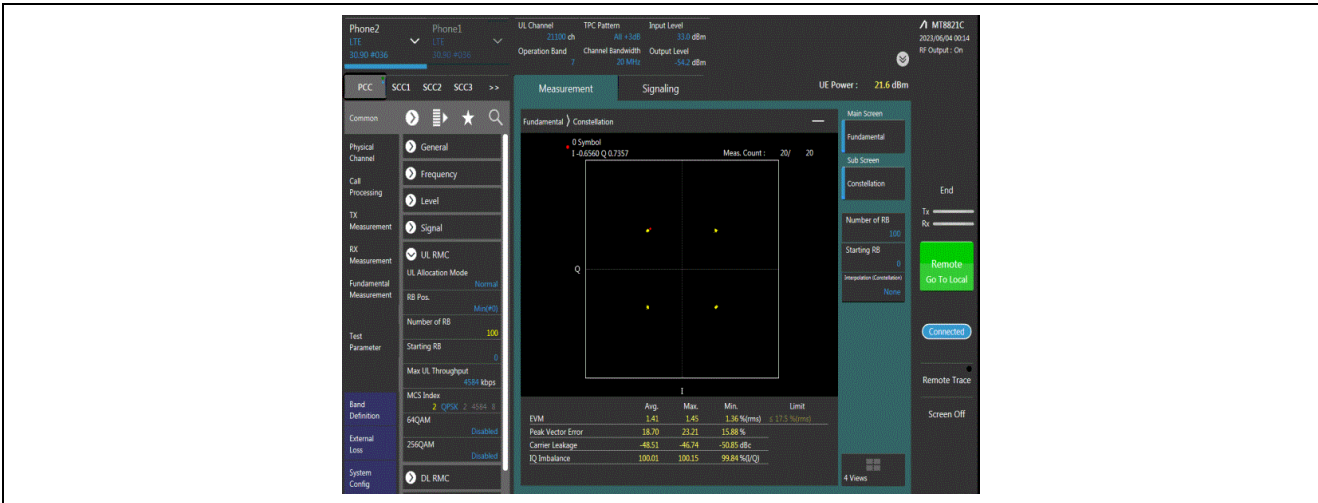 Phone2
LTE
30.90 #036
Phone1
LTE
30.90 #036
UL Channel
21100 ch
TPC Pattern
All +3dB
Input Level
33.0 dBm
Operation Band
7
Channel Bandwidth
20 MHz
Output Level
-54.2 dBm
MT8821C
2023/06/04 00:14
RF Output : On
PCC SCC1 SCC2 SCC3 >>
Measurement
Signaling
UE Power : 21.6 dBm
Common
Physical
Channel
Call
Processing
TX
Measurement
RX
Measurement
Fundamental
Measurement
Test
Parameter
Band
Definition
External
Loss
System
Config
General
Frequency
Level
Signal
UL RMC
UL Allocation Mode
Normal
RB Pos.
Min(#0)
Number of RB
100
Starting RB
0
Max UL Throughput
4584 kbps
MCS Index
2 QPSK 2 4584 X
64QAM
Disabled
256QAM
Disabled
DL RMC
Fundamental Constellation
0 Symbol
I -0.6560 Q 0.7357
Meas. Count : 20/ 20
Q
I
Avg. Max. Min. Limit
EVM 1.41 1.45 1.36 %(rms) ≤ 17.5 %(rms)
Peak Vector Error 18.70 23.21 15.88 %
Carrier Leakage -48.51 -46.74 -50.85 dBc
IQ Imbalance 100.01 100.15 99.84 %(I/Q)
Main Screen
Fundamental
Sub Screen
Constellation
Number of RB
100
Starting RB
0
Interpolation (Constellation)
None
4 Views
End
Tx
Rx
Remote
Go To Local
Connected
Remote Trace
Screen Off